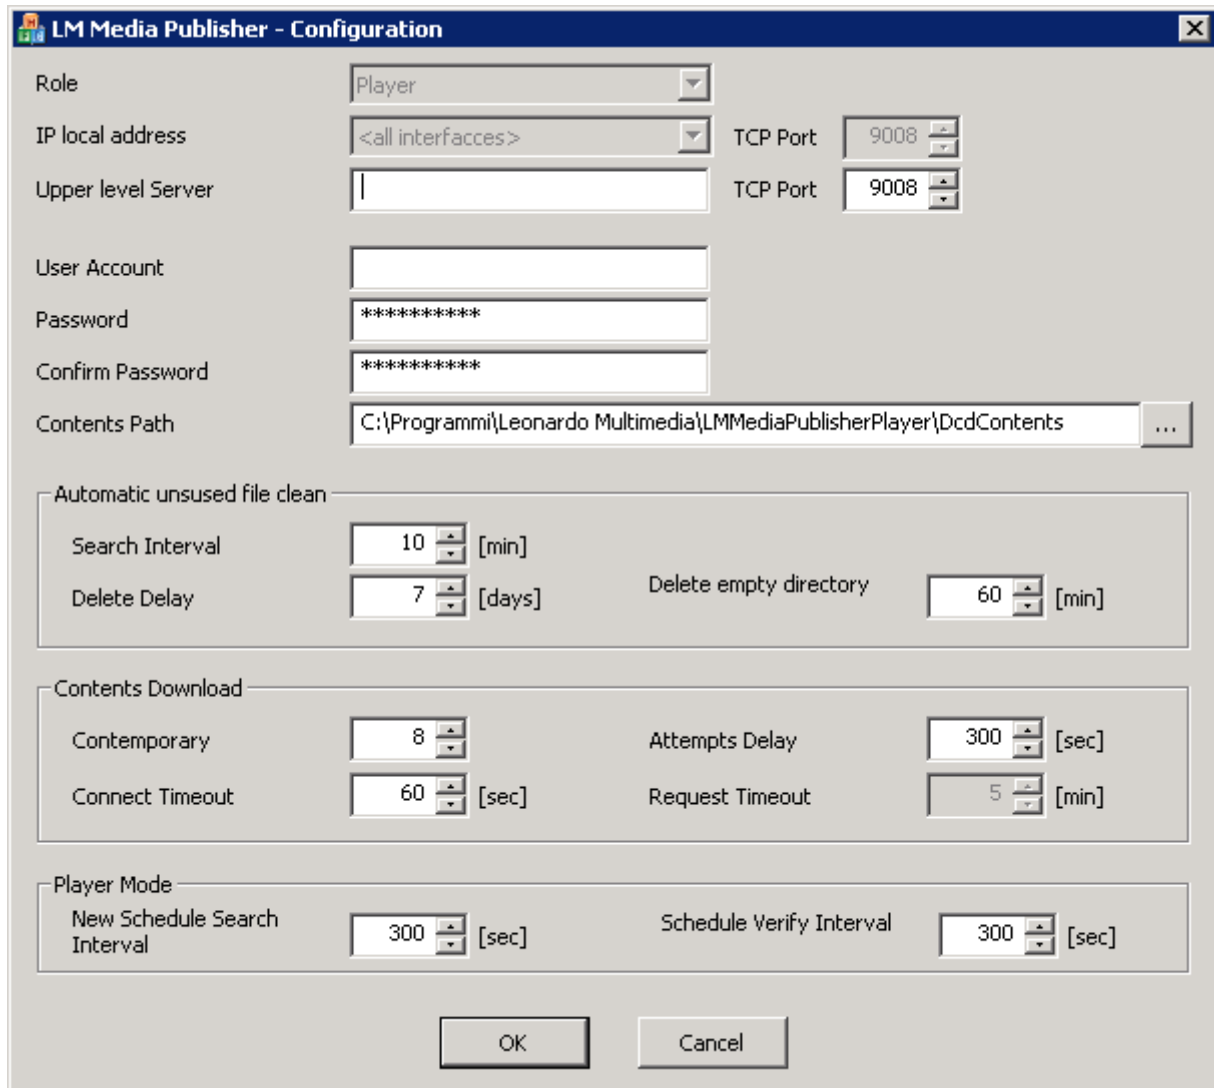 LM Media Publisher - Configuration
Role Player
IP local address <all interfacces> TCP Port 9008
Upper level Server TCP Port 9008
User Account
Password **********
Confirm Password **********
Contents Path C:\Programmi\Leonardo Multimedia\LMMediaPublisherPlayer\DcdContents ...
Automatic unsused file clean
Search Interval 10 [min]
Delete Delay 7 [days] Delete empty directory 60 [min]
Contents Download
Contemporary 8 Attempts Delay 300 [sec]
Connect Timeout 60 [sec] Request Timeout 5 [min]
Player Mode
New Schedule Search
Interval 300 [sec] Schedule Verify Interval 300 [sec]
OK Cancel